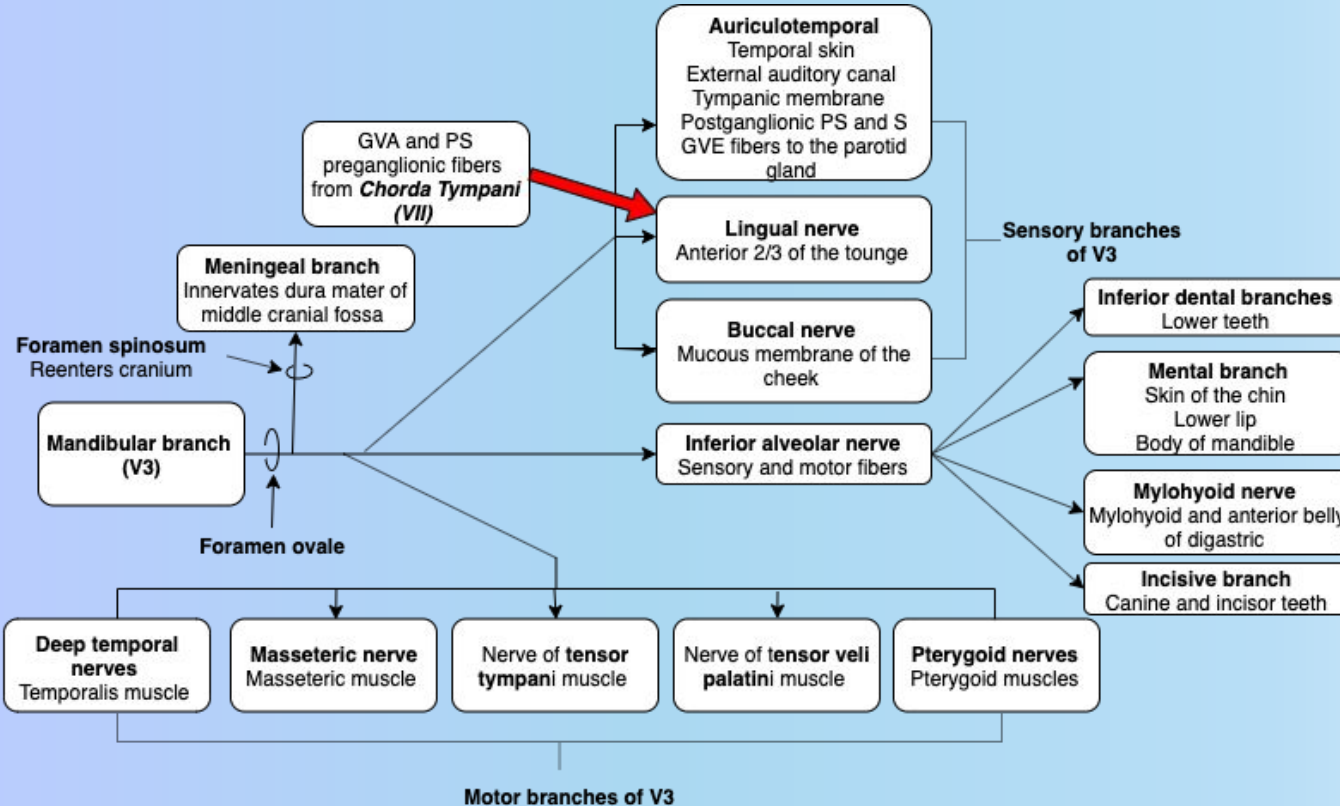 Auriculotemporal
Temporal skin
External auditory canal
Tympanic membrane
Postganglionic PS and S
GVE fibers to the parotid
gland
GVA and PS
preganglionic fibers
from Chorda Tympani
(VII)
Lingual nerve
Anterior 2/3 of the tounge
Sensory branches
of V3
Meningeal branch
Innervates dura mater of
middle cranial fossa
Buccal nerve
Mucous membrane of the
cheek
Inferior dental branches
Lower teeth
Foramen spinosum
Reenters cranium
Mental branch
Skin of the chin
Lower lip
Body of mandible
Mandibular branch
(V3)
Inferior alveolar nerve
Sensory and motor fibers
Mylohyoid nerve
Mylohyoid and anterior belly
of digastric
Foramen ovale
Incisive branch
Canine and incisor teeth
Deep temporal
nerves
Temporalis muscle
Masseteric nerve
Masseteric muscle
Nerve of tensor
tympani muscle
Nerve of tensor veli
palatini muscle
Pterygoid nerves
Pterygoid muscles
Motor branches of V3